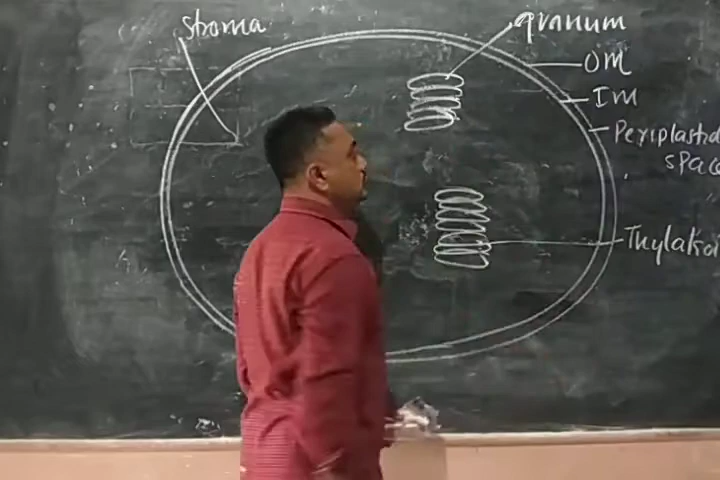 Stroma
granum
OM
IM
Periplastid
space
Thylakoi